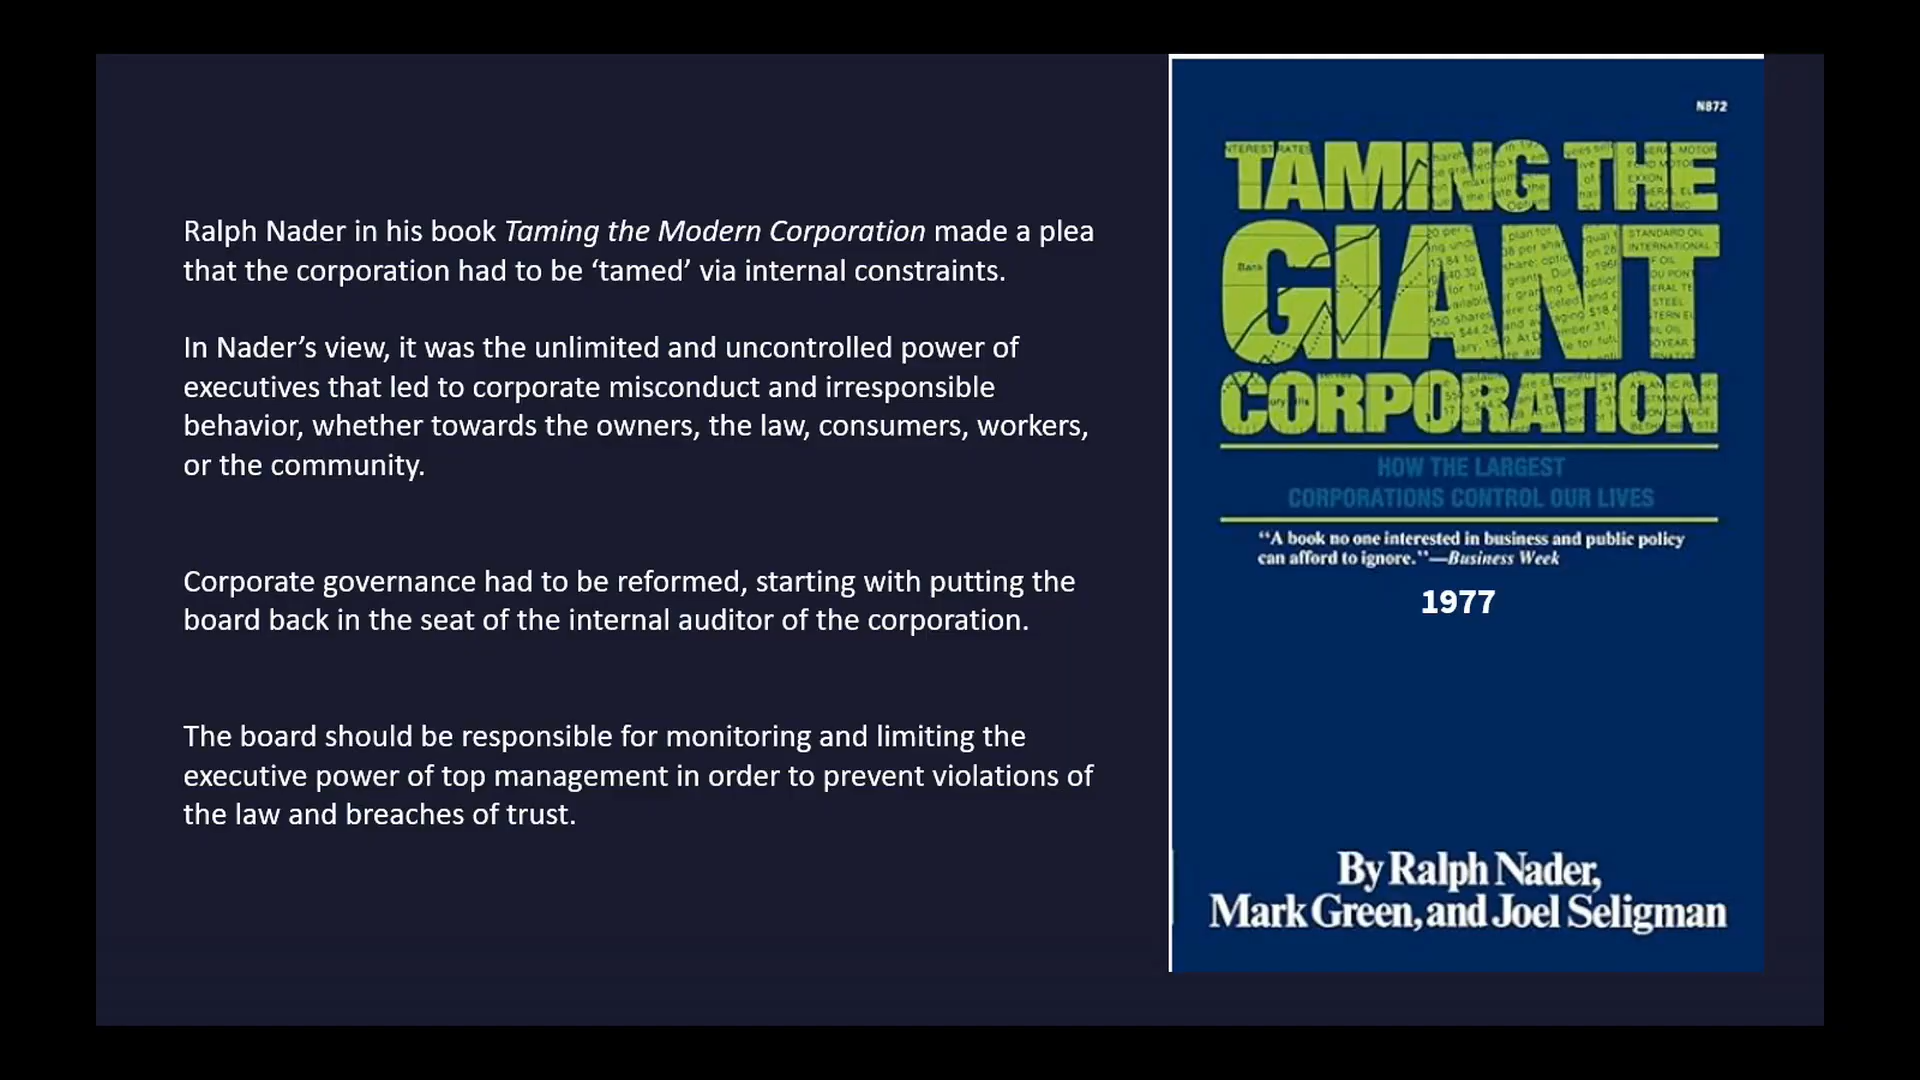 Ralph Nader in his book Taming the Modern Corporation made a plea
that the corporation had to be ‘tamed’ via internal constraints.
In Nader’s view, it was the unlimited and uncontrolled power of
executives that led to corporate misconduct and irresponsible
behavior, whether towards the owners, the law, consumers, workers,
or the community.
Corporate governance had to be reformed, starting with putting the
board back in the seat of the internal auditor of the corporation.
The board should be responsible for monitoring and limiting the
executive power of top management in order to prevent violations of
the law and breaches of trust.
N872
TAMING THE
GIANT
CORPORATION
HOW THE LARGEST
CORPORATIONS CONTROL OUR LIVES
“A book no one interested in business and public policy
can afford to ignore.”—Business Week
1977
By Ralph Nader,
Mark Green, and Joel Seligman